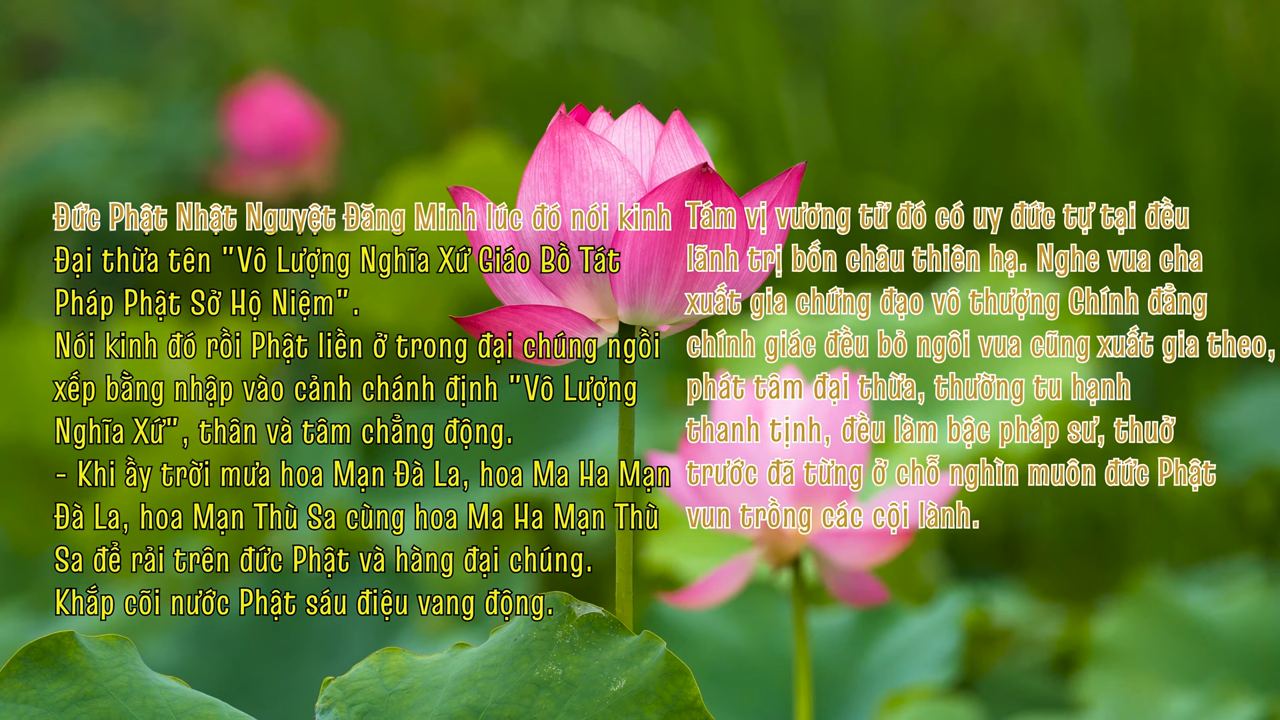 Đức Phật Nhật Nguyệt Đăng Minh lúc đó nói kinh
Đại thừa tên "Vô Lượng Nghĩa Xứ Giáo Bồ Tát
Pháp Phật Sở Hộ Niệm".
Nói kinh đó rồi Phật liền ở trong đại chúng ngồi
xếp bằng nhập vào cảnh chánh định "Vô Lượng
Nghĩa Xứ", thân và tâm chẳng động.
- Khi ấy trời mưa hoa Mạn Đà La, hoa Ma Ha Mạn
Đà La, hoa Mạn Thù Sa cùng hoa Ma Ha Mạn Thù
Sa để rải trên đức Phật và hàng đại chúng.
Khắp cõi nước Phật sáu điệu vang động.
Tám vị vương tử đó có uy đức tự tại đều
lãnh trị bốn châu thiên hạ. Nghe vua cha
xuất gia chứng đạo vô thượng Chính đẳng
chính giác đều bỏ ngôi vua cũng xuất gia theo,
phát tâm đại thừa, thường tu hạnh
thanh tịnh, đều làm bậc pháp sư, thuở
trước đã từng ở chỗ nghìn muôn đức Phật
vun trồng các cội lành.